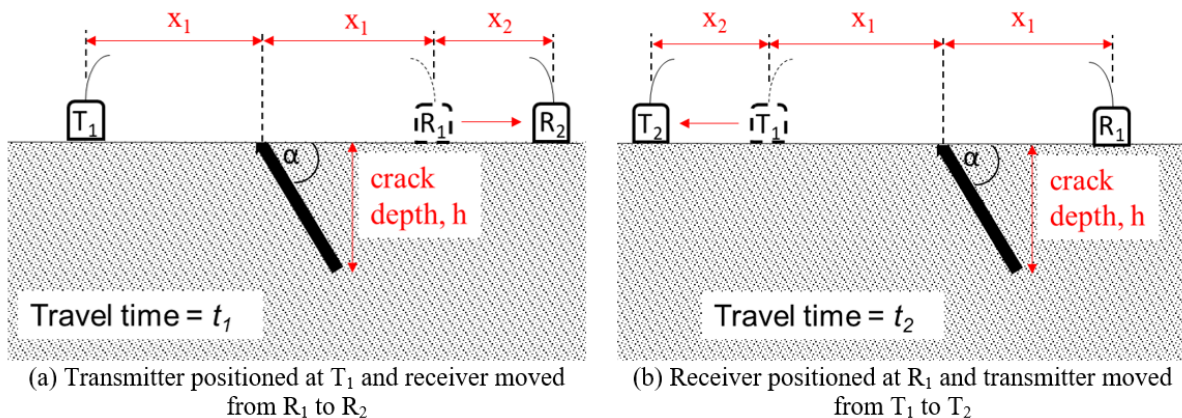 x₁ x₁ x₂
T₁ R₁ R₂
α
crack
depth, h
Travel time = t₁
(a) Transmitter positioned at T₁ and receiver moved
from R₁ to R₂
x₂ x₁ x₁
T₂ T₁ R₁
α
crack
depth, h
Travel time = t₂
(b) Receiver positioned at R₁ and transmitter moved
from T₁ to T₂